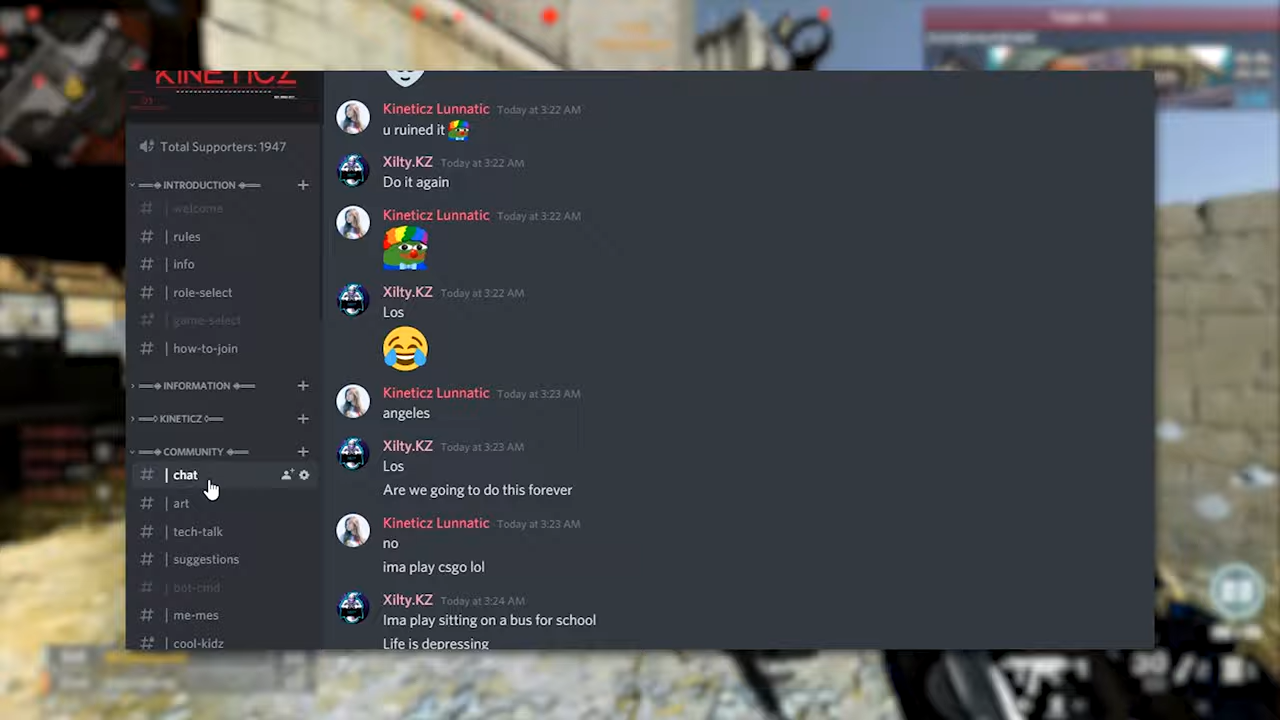 KINETICZ
Total Supporters: 1947
INTRODUCTION
# | welcome
# | rules
# | info
# | role-select
# | game-select
# | how-to-join
INFORMATION
KINETICZ
COMMUNITY
# | chat
# | art
# | tech-talk
# | suggestions
# | bot-cmd
# | me-mes
# | cool-kidz
Kineticz Lunnatic Today at 3:22 AM
u ruined it
Xilty.KZ Today at 3:22 AM
Do it again
Kineticz Lunnatic Today at 3:22 AM
Xilty.KZ Today at 3:22 AM
Los
Kineticz Lunnatic Today at 3:23 AM
angeles
Xilty.KZ Today at 3:23 AM
Los
Are we going to do this forever
Kineticz Lunnatic Today at 3:23 AM
no
ima play csgo lol
Xilty.KZ Today at 3:24 AM
Ima play sitting on a bus for school
Life is depressing